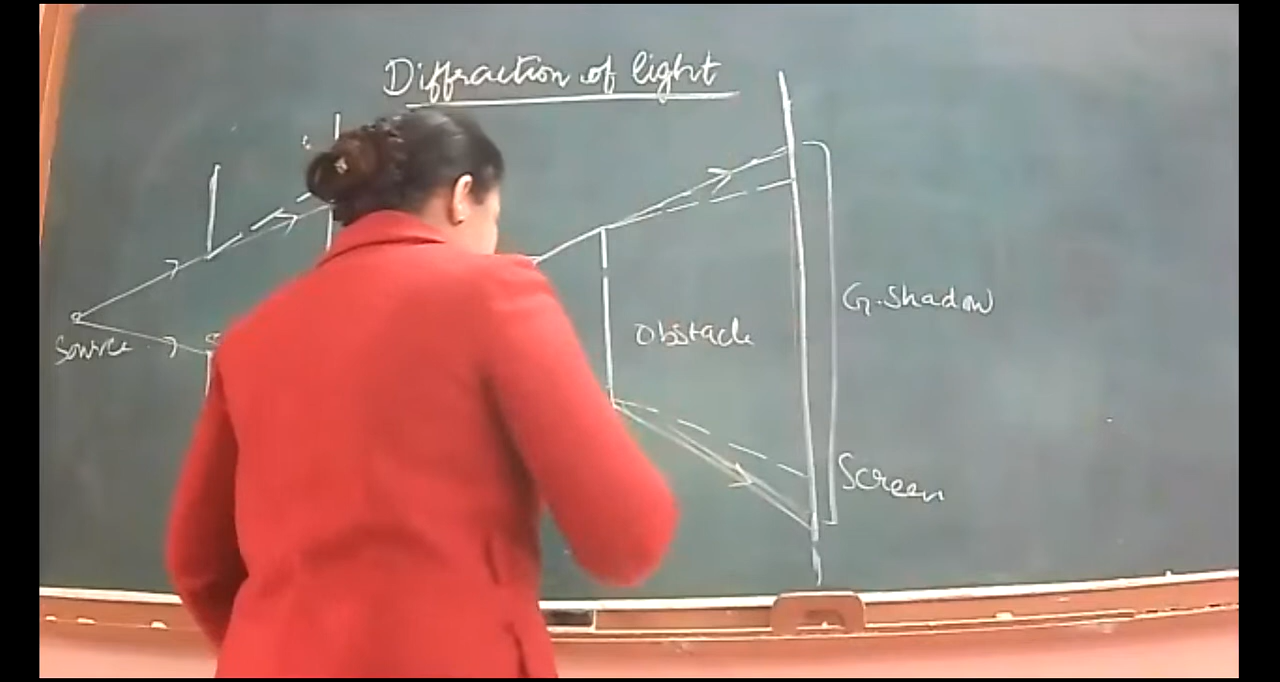 Diffraction of light
Source
Obstacle
G. Shadow
Screen